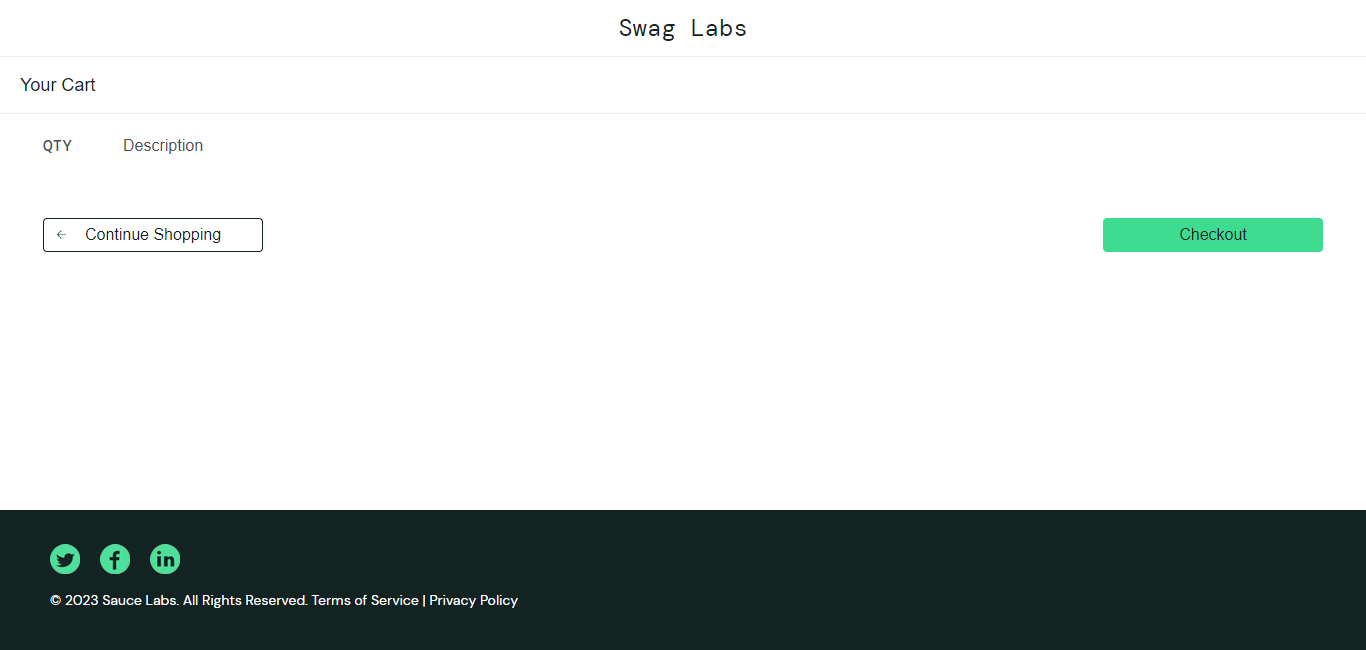 Swag Labs
Your Cart
QTY Description
Continue Shopping Checkout
© 2023 Sauce Labs. All Rights Reserved. Terms of Service | Privacy Policy